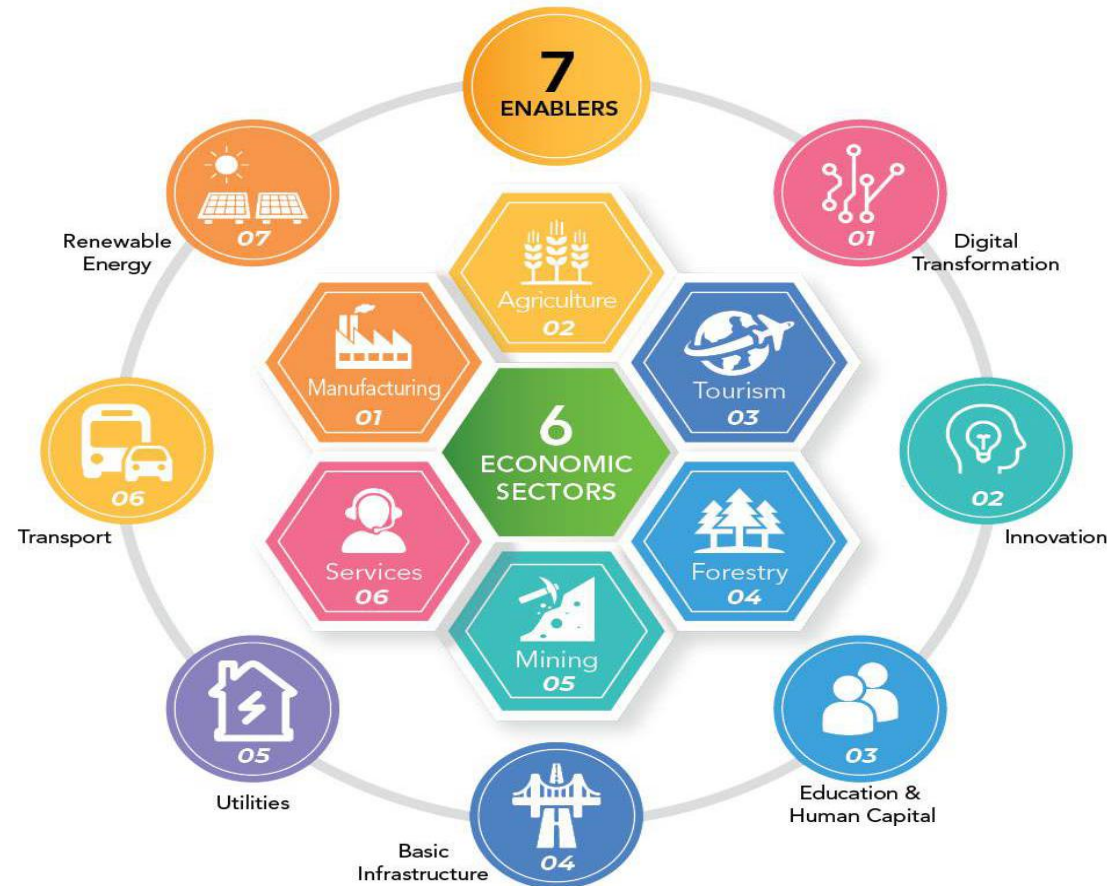 7
ENABLERS
01
Digital
Transformation
02
Innovation
03
Education &
Human Capital
04
Basic
Infrastructure
05
Utilities
06
Transport
07
Renewable
Energy
6
ECONOMIC
SECTORS
Manufacturing
01
Agriculture
02
Tourism
03
Forestry
04
Mining
05
Services
06